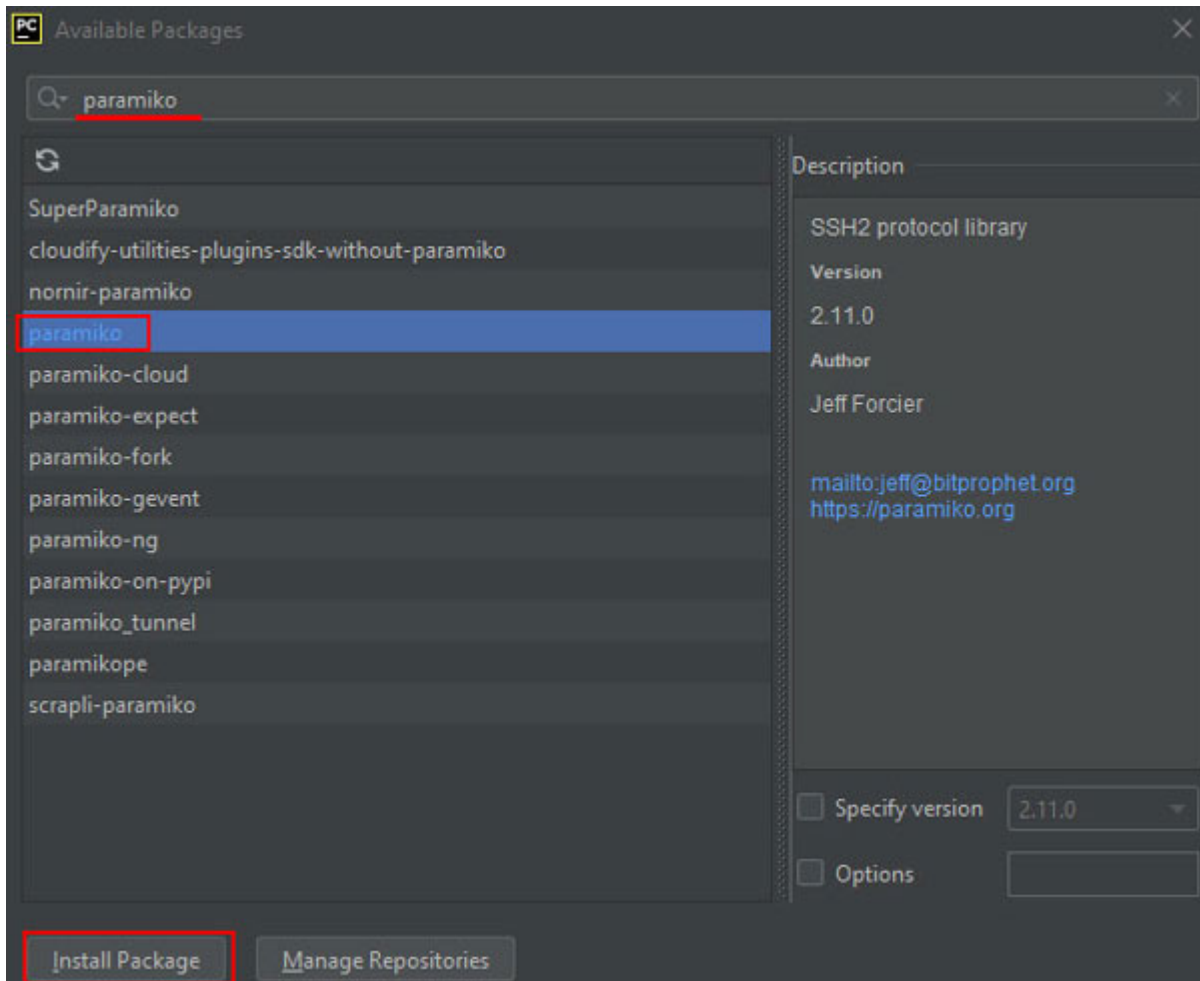 PC Available Packages
paramiko
Description
SuperParamiko
cloudify-utilities-plugins-sdk-without-paramiko
nornir-paramiko
paramiko
paramiko-cloud
paramiko-expect
paramiko-fork
paramiko-gevent
paramiko-ng
paramiko-on-pypi
paramiko_tunnel
paramikope
scrapli-paramiko
SSH2 protocol library
Version
2.11.0
Author
Jeff Forcier
mailto:jeff@bitprophet.org
https://paramiko.org
Specify version 2.11.0
Options
Install Package Manage Repositories